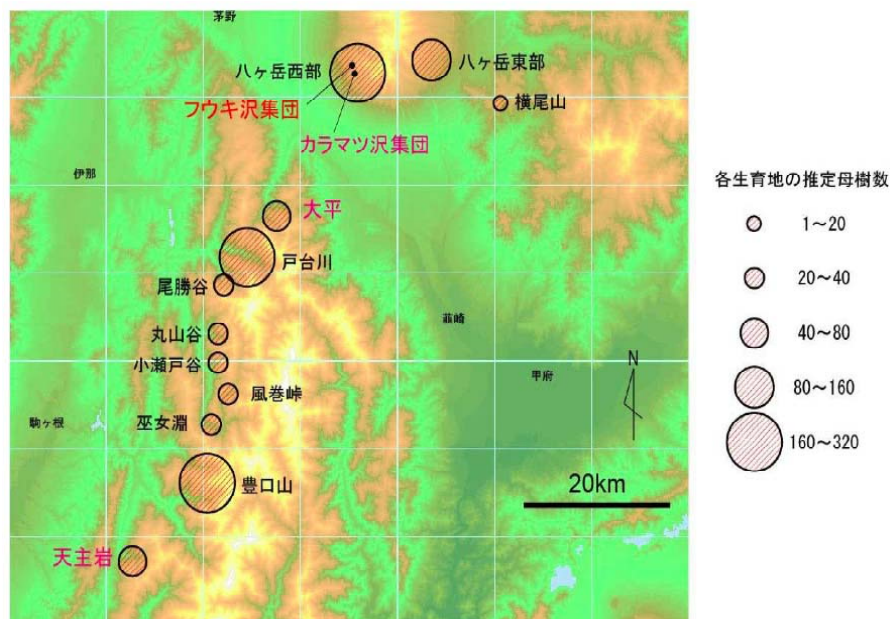 茅野
八ヶ岳西部
八ヶ岳東部
フウキ沢集団
横尾山
カラマツ沢集団
伊那
各生育地の推定母樹数
大平
1～20
戸台川
20～40
尾勝谷
韮崎
40～80
丸山谷
小瀬戸谷
N
甲府
風巻峠
80～160
駒ヶ根
巫女淵
160～320
豊口山
20km
天主岩